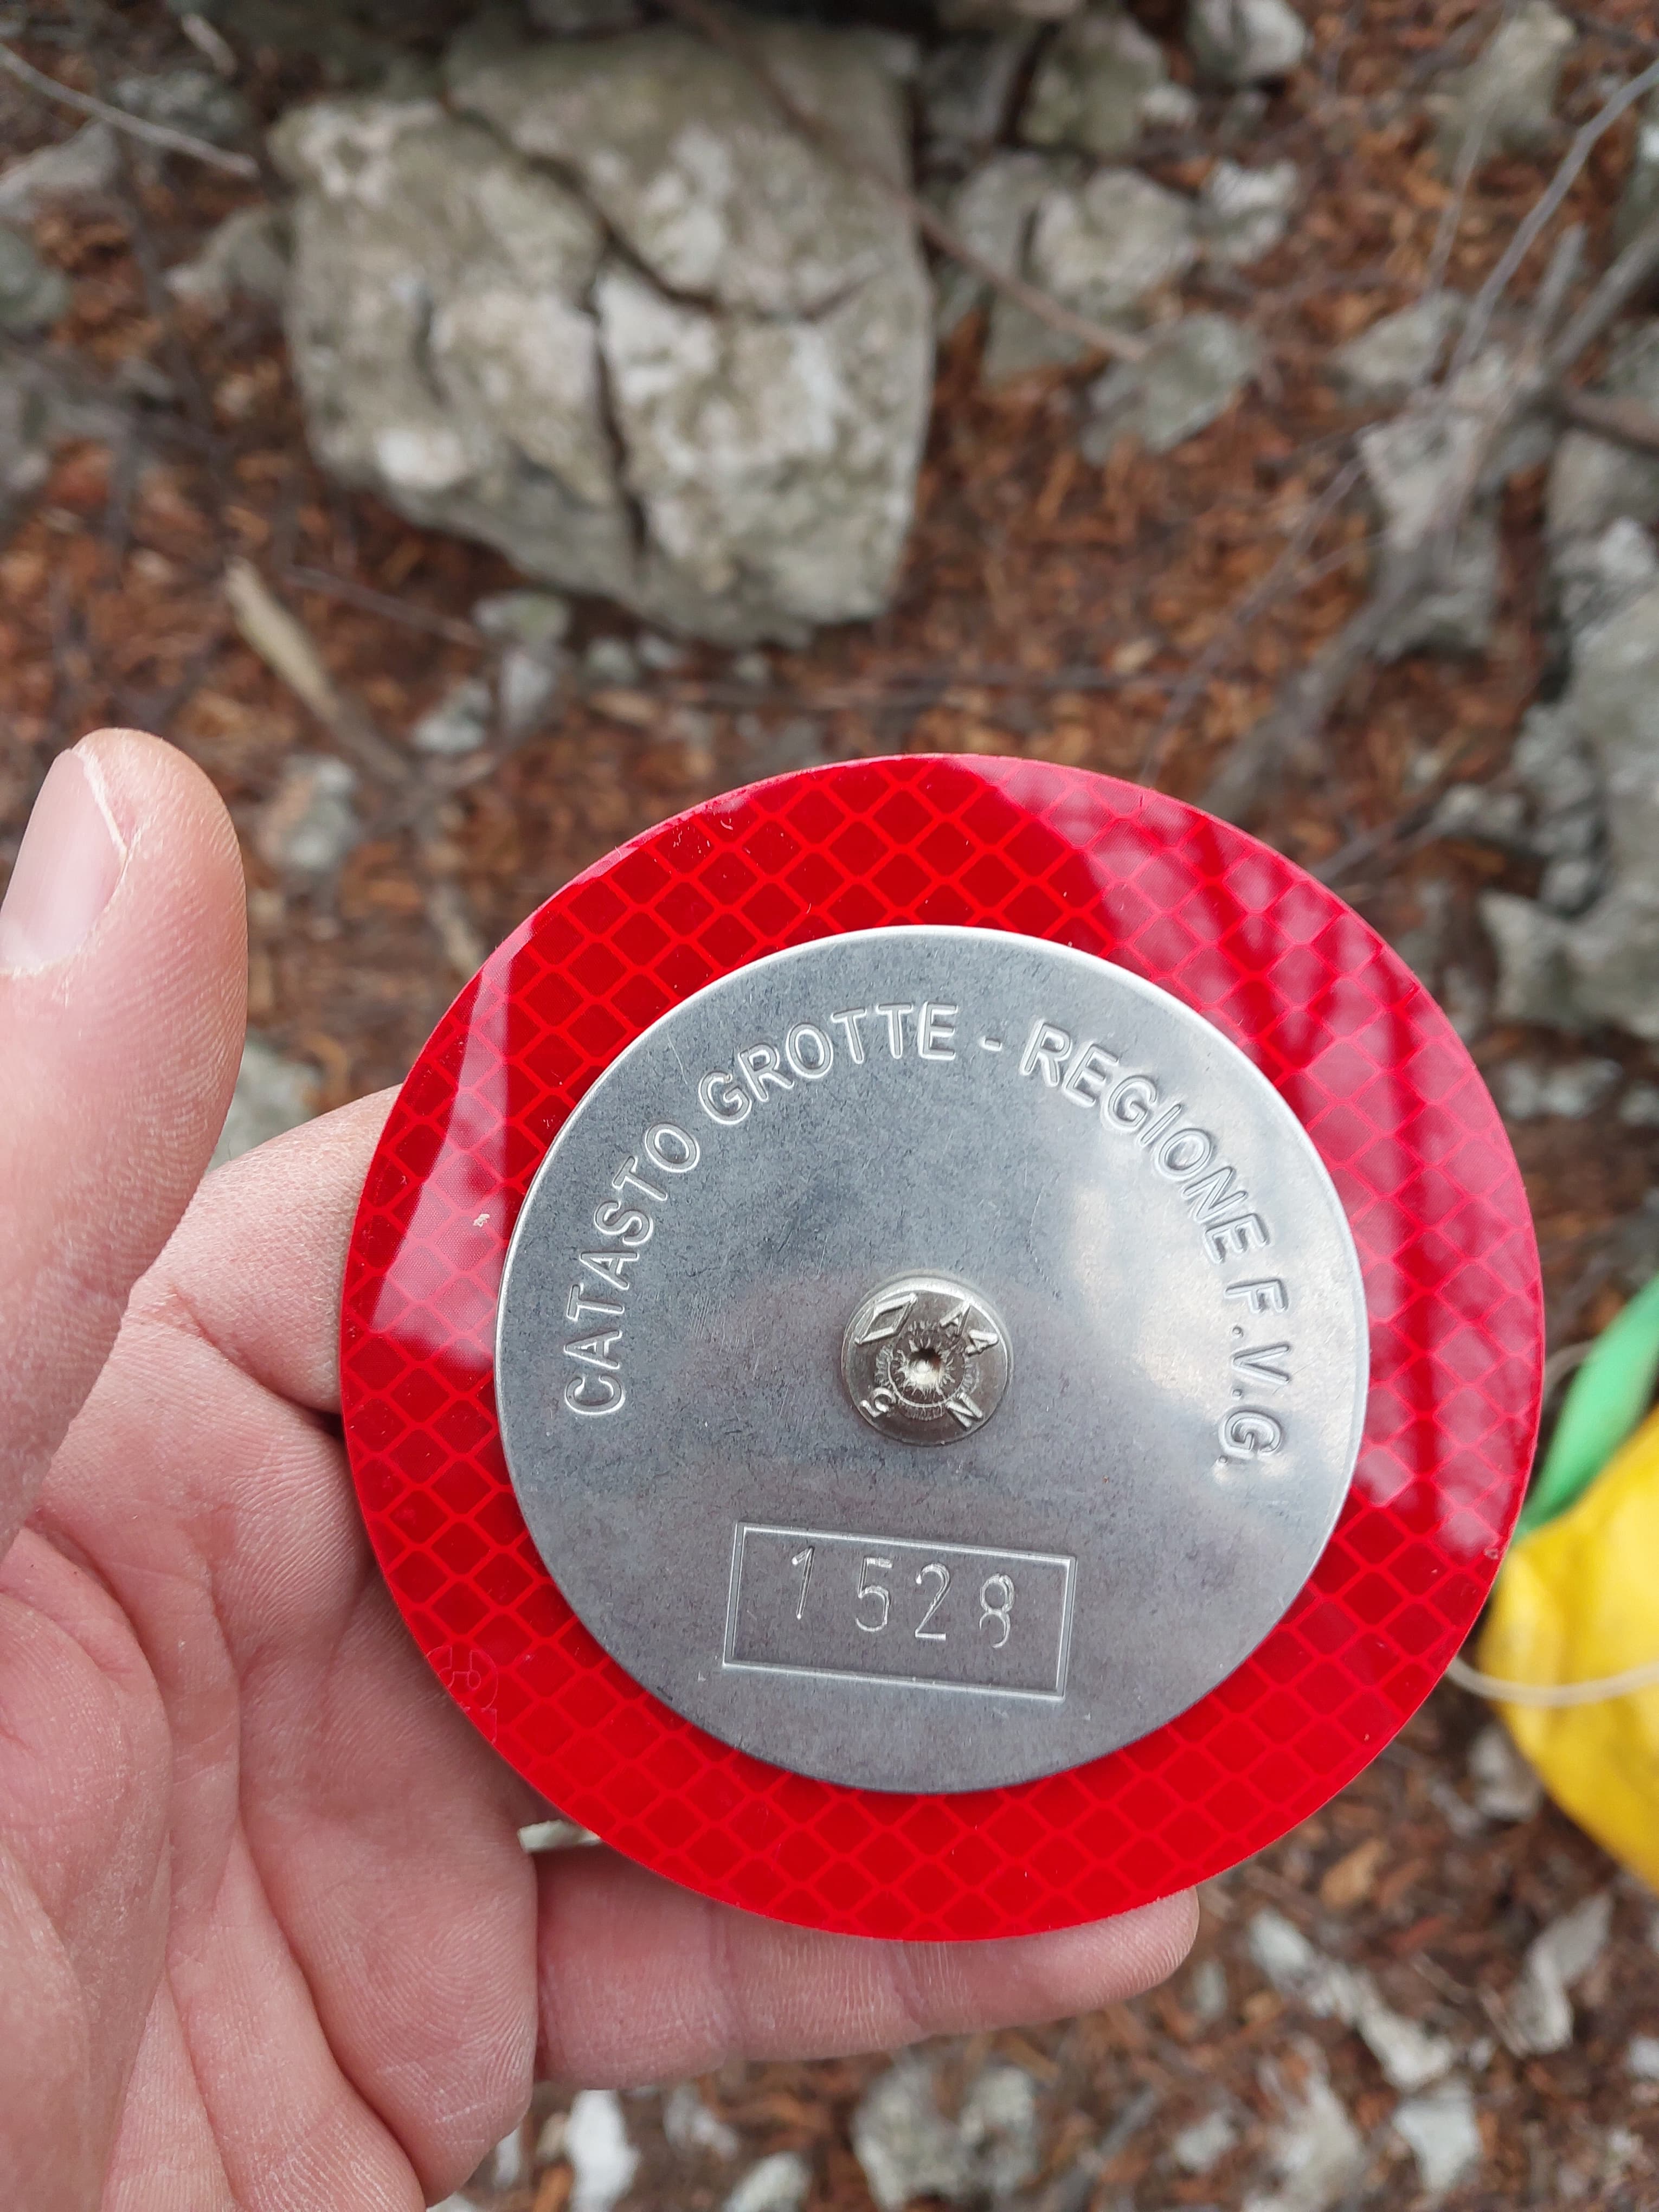 CATASTO GROTTE - REGIONE F.V.G.
1528